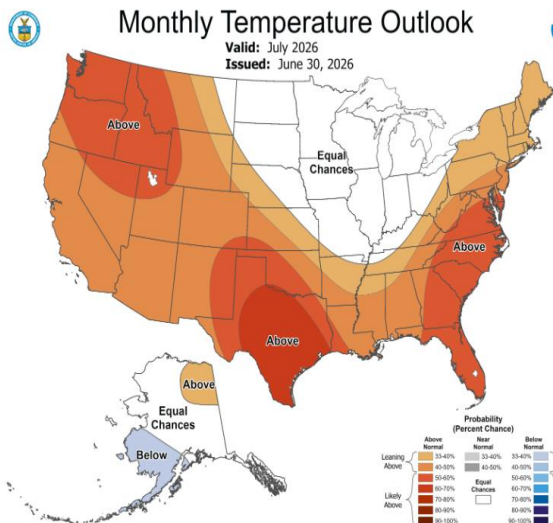 Monthly Temperature Outlook
Valid: July 2026
Issued: June 30, 2026
Above
Equal
Chances
Above
Above
Above
Equal
Chances
Below
Probability
(Percent Chance)
Above
Normal
Near
Normal
Below
Normal
Leaning
Above
33-40%
33-40%
33-40%
40-50%
40-50%
40-50%
50-60%
50-60%
60-70%
Equal
Chances
60-70%
Likely
Above
70-80%
70-80%
80-90%
80-90%
90-100%
90-100%